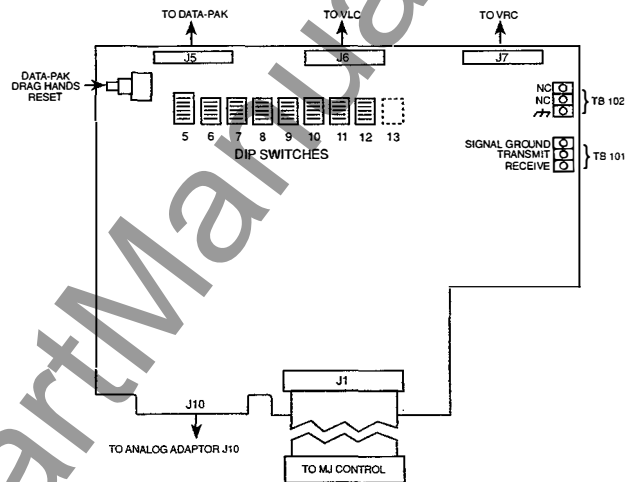 TO DATA-PAK
TO VLC
TO VRC
J5
J6
J7
DATA-PAK
DRAG HANDS
RESET
NC
NC
TB 102
5 6 7 8 9 10 11 12 13
DIP SWITCHES
SIGNAL GROUND
TRANSMIT
RECEIVE
TB 101
J1
J10
TO ANALOG ADAPTOR J10
TO MJ CONTROL
artManua